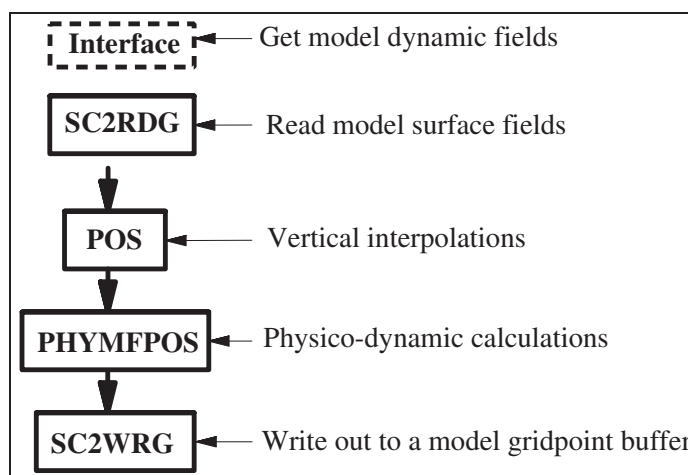 Interface Get model dynamic fields
SC2RDG Read model surface fields
POS Vertical interpolations
PHYMFPOS Physico-dynamic calculations
SC2WRG Write out to a model gridpoint buffer